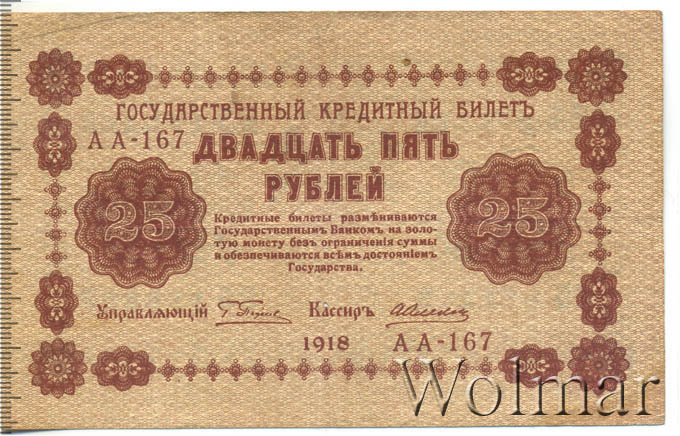 ГОСУДАРСТВЕННЫЙ КРЕДИТНЫЙ БИЛЕТЪ
АА-167
ДВАДЦАТЬ ПЯТЬ
РУБЛЕЙ
25
25
Кредитные билеты размѣниваются
Государственнымъ Банкомъ на золо-
тую монету безъ ограниченія суммы
и обезпечиваются всѣмъ достояніемъ
Государства.
Управляющій
Кассиръ
1918 АА-167
Wolmar